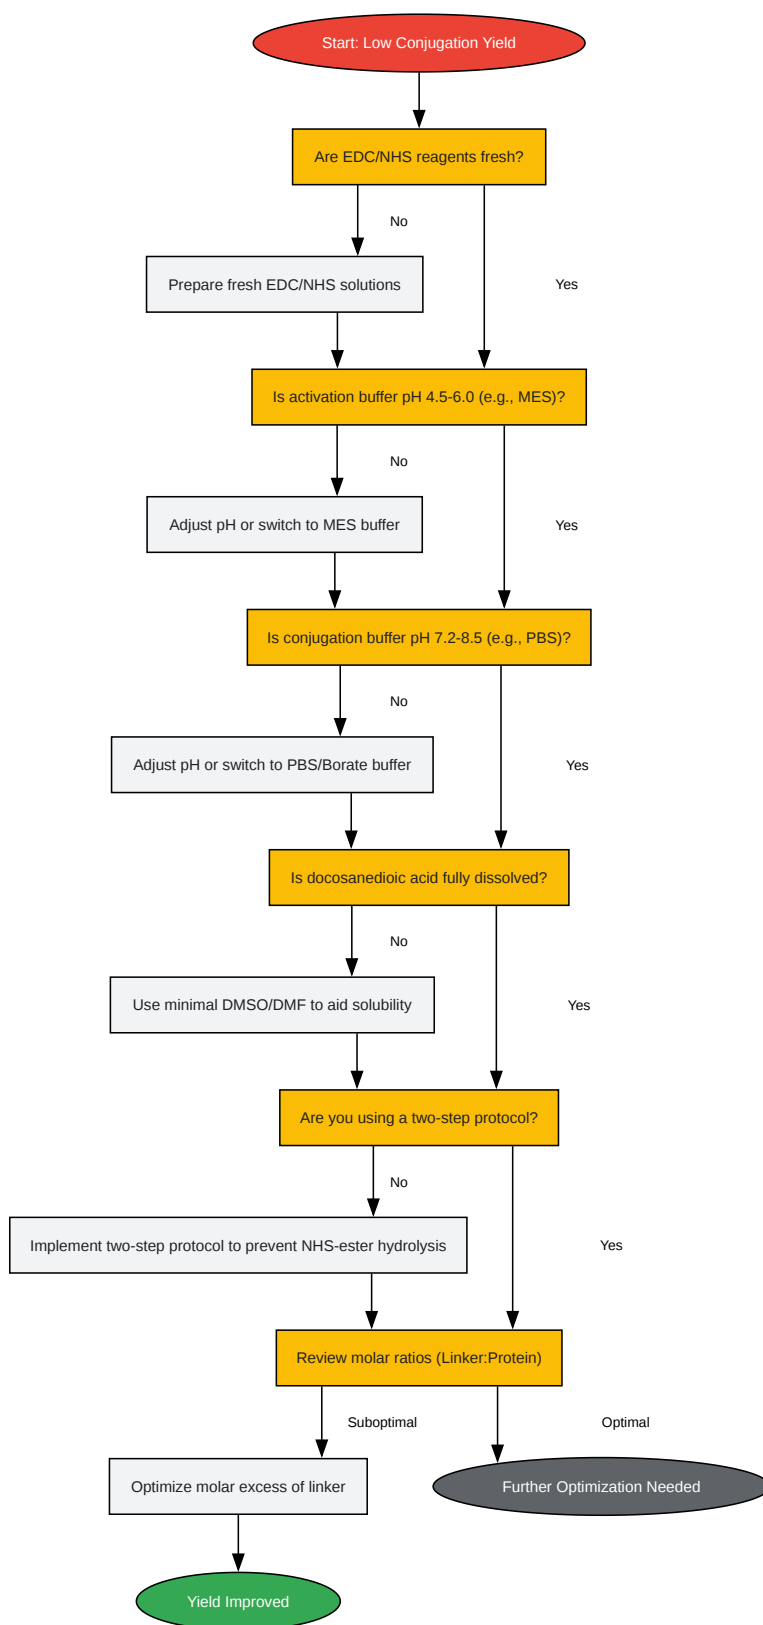 Start: Low Conjugation Yield
Are EDC/NHS reagents fresh?
No
Prepare fresh EDC/NHS solutions
Yes
Is activation buffer pH 4.5-6.0 (e.g., MES)?
No
Adjust pH or switch to MES buffer
Yes
Is conjugation buffer pH 7.2-8.5 (e.g., PBS)?
No
Adjust pH or switch to PBS/Borate buffer
Yes
Is docosanedioic acid fully dissolved?
No
Use minimal DMSO/DMF to aid solubility
Yes
Are you using a two-step protocol?
No
Implement two-step protocol to prevent NHS-ester hydrolysis
Yes
Review molar ratios (Linker:Protein)
Suboptimal
Optimal
Optimize molar excess of linker
Further Optimization Needed
Yield Improved